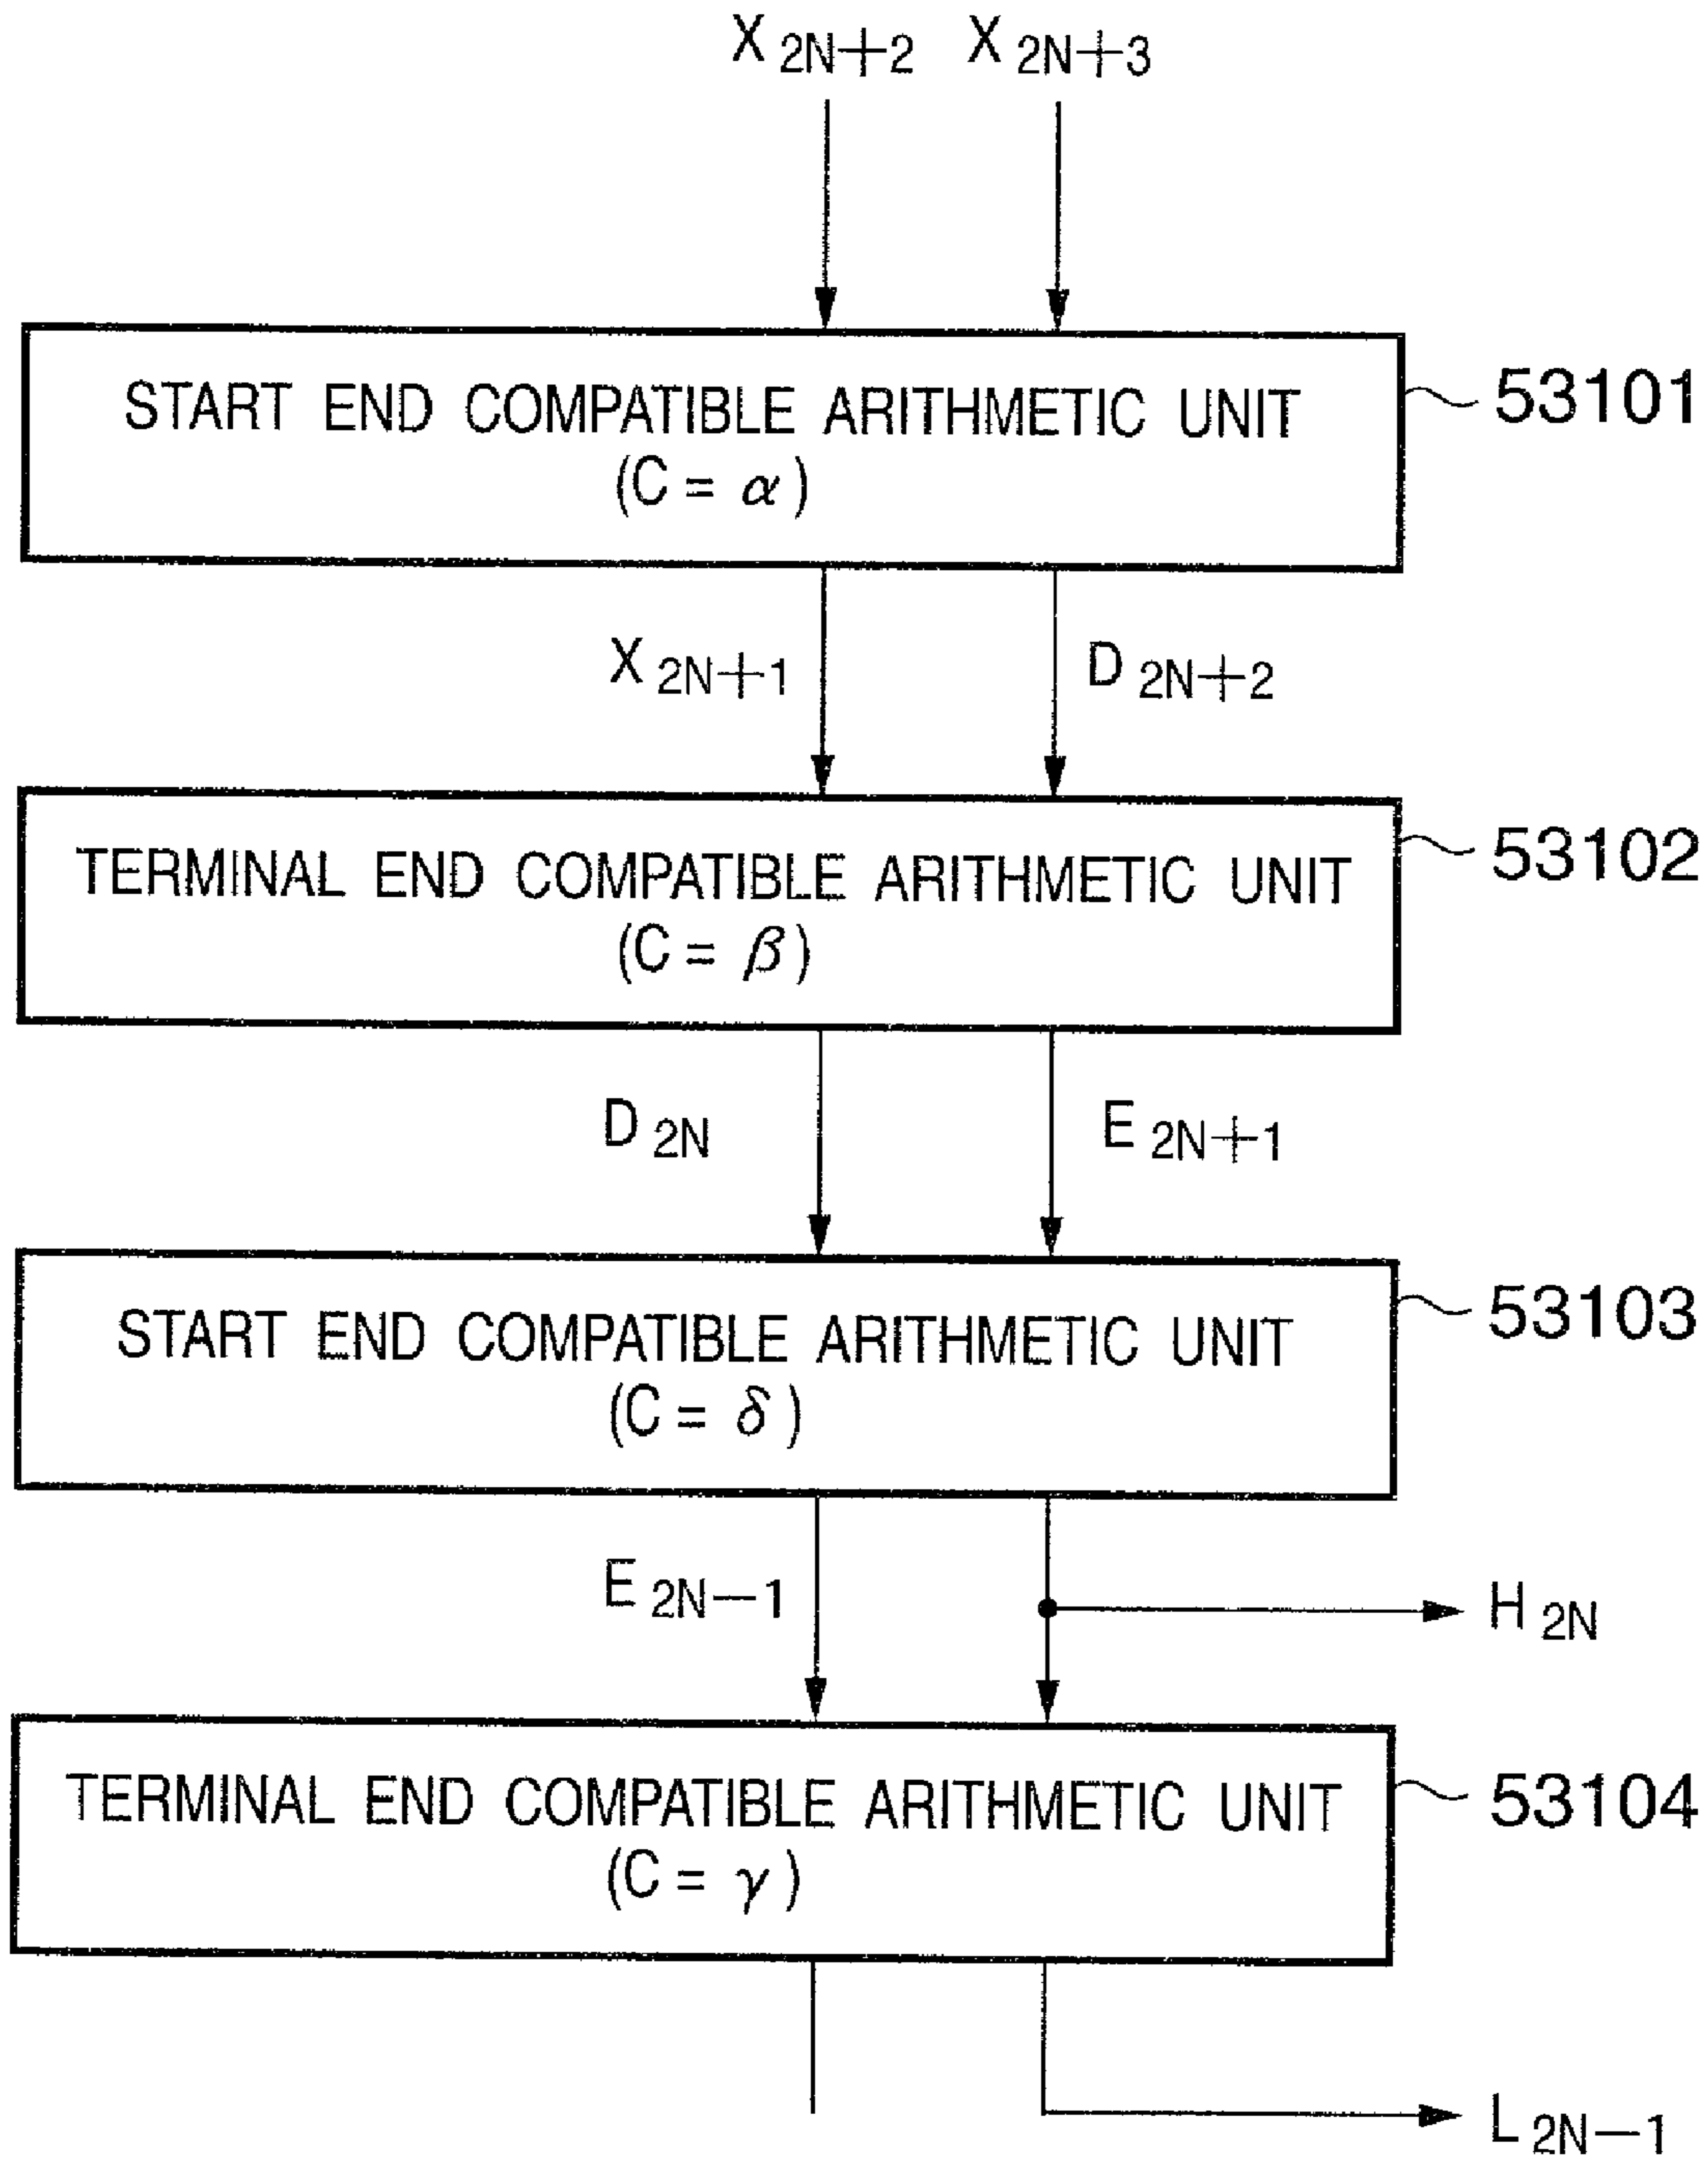 X 2N+2 X 2N+3
START END COMPATIBLE ARITHMETIC UNIT
(C = α)
53101
X 2N+1 D 2N+2
TERMINAL END COMPATIBLE ARITHMETIC UNIT
(C = β)
53102
D 2N E 2N+1
START END COMPATIBLE ARITHMETIC UNIT
(C = δ)
53103
E 2N−1 H 2N
TERMINAL END COMPATIBLE ARITHMETIC UNIT
(C = γ)
53104
L 2N−1